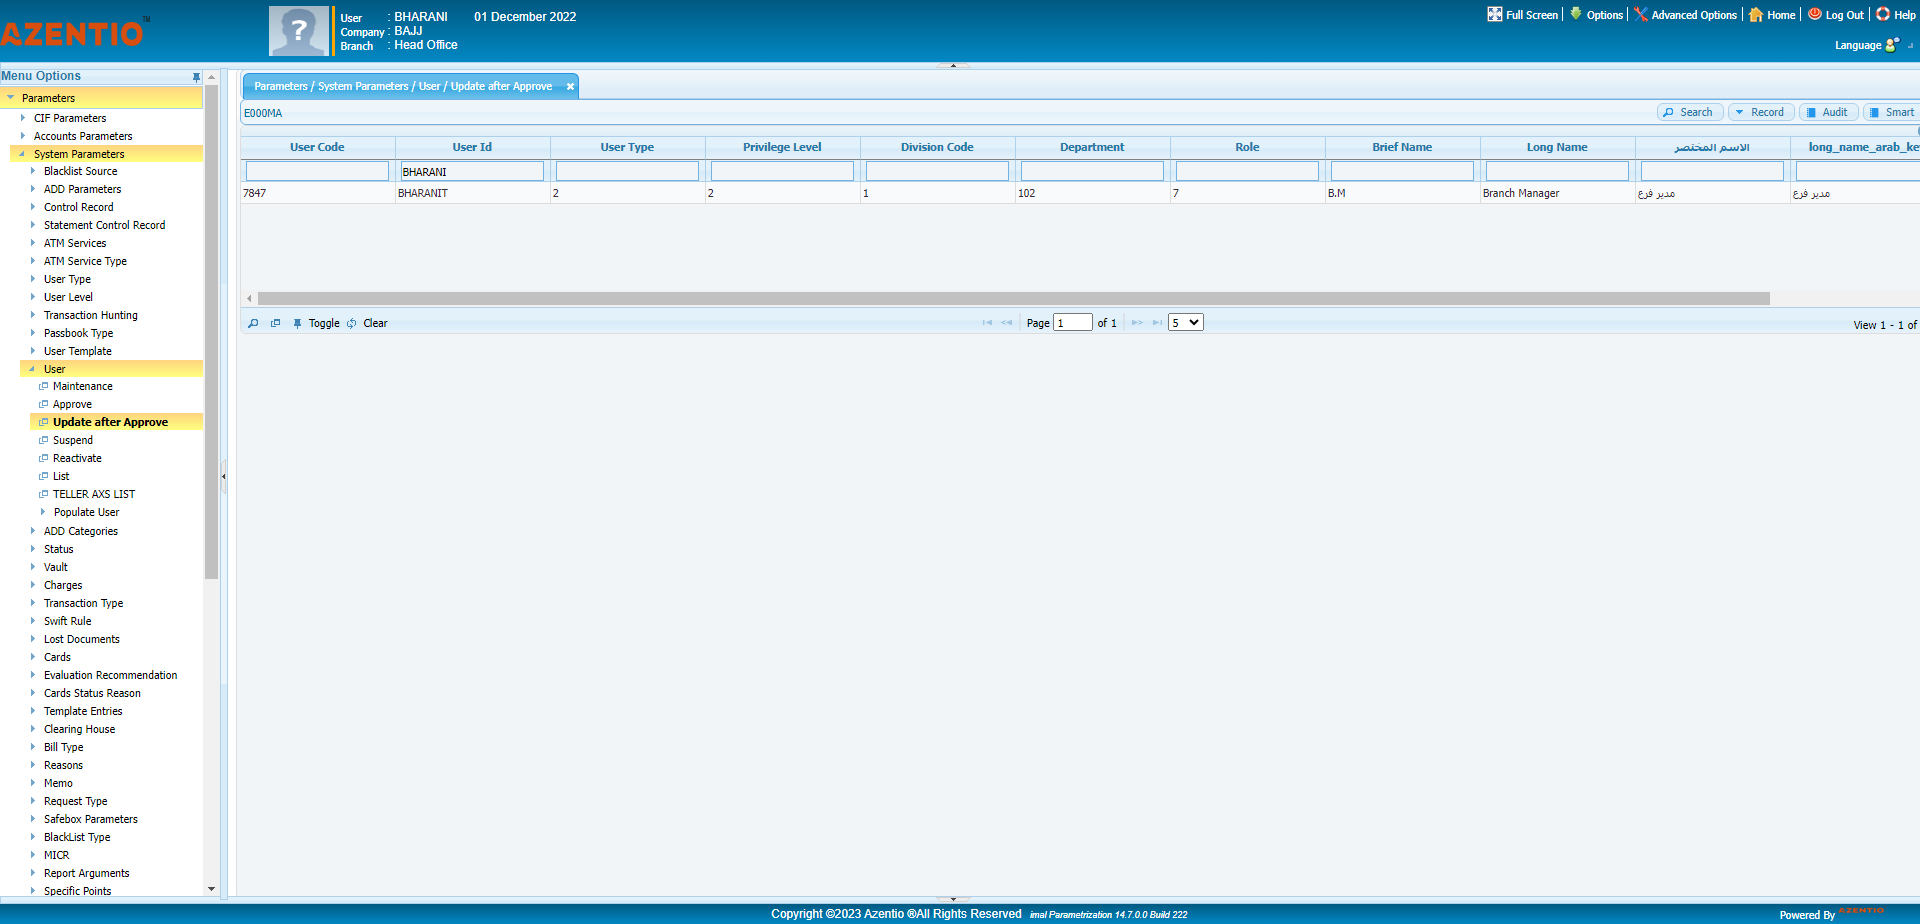 AZENTIO™
User : BHARANI 01 December 2022
Company : BAJJ
Branch : Head Office
Full Screen Options Advanced Options Home Log Out Help
Language
Menu Options
Parameters
CIF Parameters
Accounts Parameters
System Parameters
Blacklist Source
ADD Parameters
Control Record
Statement Control Record
ATM Services
ATM Service Type
User Type
User Level
Transaction Hunting
Passbook Type
User Template
User
Maintenance
Approve
Update after Approve
Suspend
Reactivate
List
TELLER AXS LIST
Populate User
ADD Categories
Status
Vault
Charges
Transaction Type
Swift Rule
Lost Documents
Cards
Evaluation Recommendation
Cards Status Reason
Template Entries
Clearing House
Bill Type
Reasons
Memo
Request Type
Safebox Parameters
BlackList Type
MICR
Report Arguments
Specific Points
Parameters / System Parameters / User / Update after Approve
E000MA
Search Record Audit Smart
User Code User Id User Type Privilege Level Division Code Department Role Brief Name Long Name الاسم المختصر long_name_arab_ke
BHARANI
7847 BHARANIT 2 2 1 102 7 B.M Branch Manager مدير فرع مدير فرع
Toggle Clear
Page 1 of 1 5
View 1 - 1 of
Copyright ©2023 Azentio ®All Rights Reserved imal Parametrization 14.7.0.0 Build 222
Powered By AZENTIO